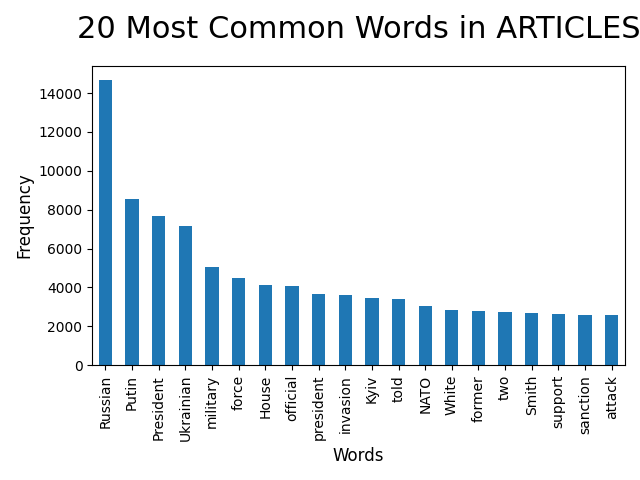 20 Most Common Words in ARTICLES
14000
12000
10000
8000
6000
4000
2000
0
Frequency
Russian
Putin
President
Ukrainian
military
force
House
official
president
invasion
Kyiv
told
NATO
White
former
two
Smith
support
sanction
attack
Words